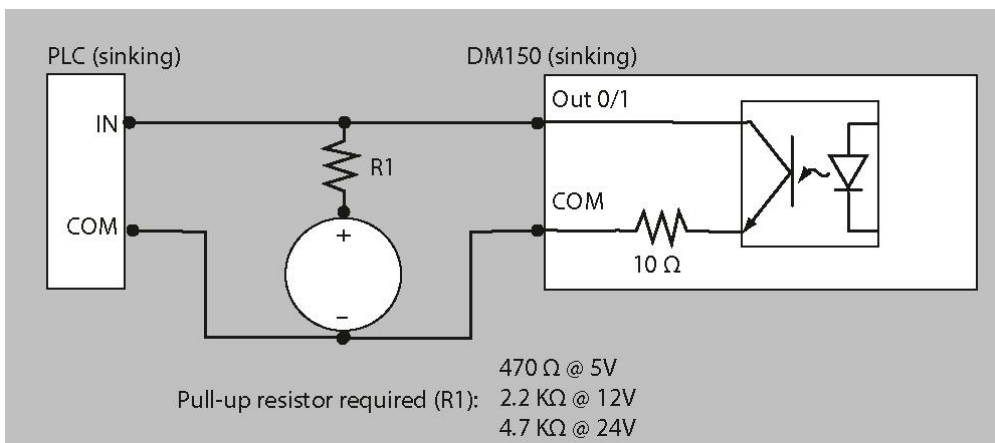 PLC (sinking)
DM150 (sinking)
Out 0/1
IN
R1
COM
COM
+
10 Ω
–
470 Ω @ 5V
Pull-up resistor required (R1): 2.2 KΩ @ 12V
4.7 KΩ @ 24V